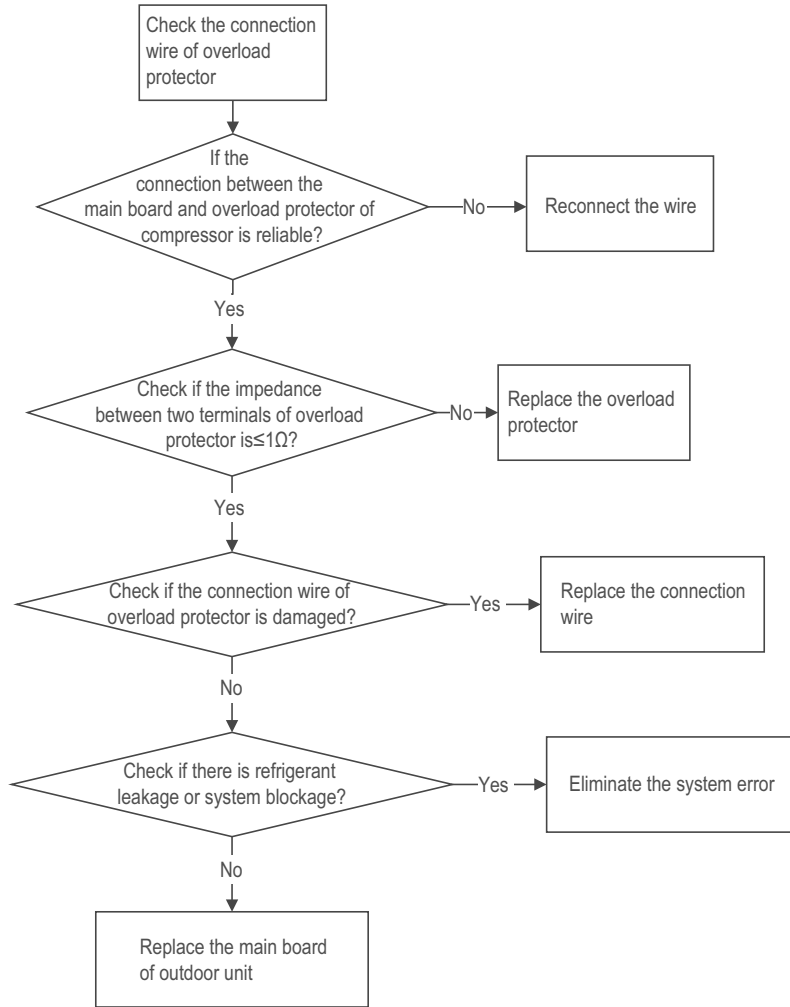 Check the connection
wire of overload
protector
If the
connection between the
main board and overload protector of
compressor is reliable?
No
Reconnect the wire
Yes
Check if the impedance
between two terminals of overload
protector is≤1Ω?
No
Replace the overload
protector
Yes
Check if the connection wire of
overload protector is damaged?
Yes
Replace the connection
wire
No
Check if there is refrigerant
leakage or system blockage?
Yes
Eliminate the system error
No
Replace the main board
of outdoor unit